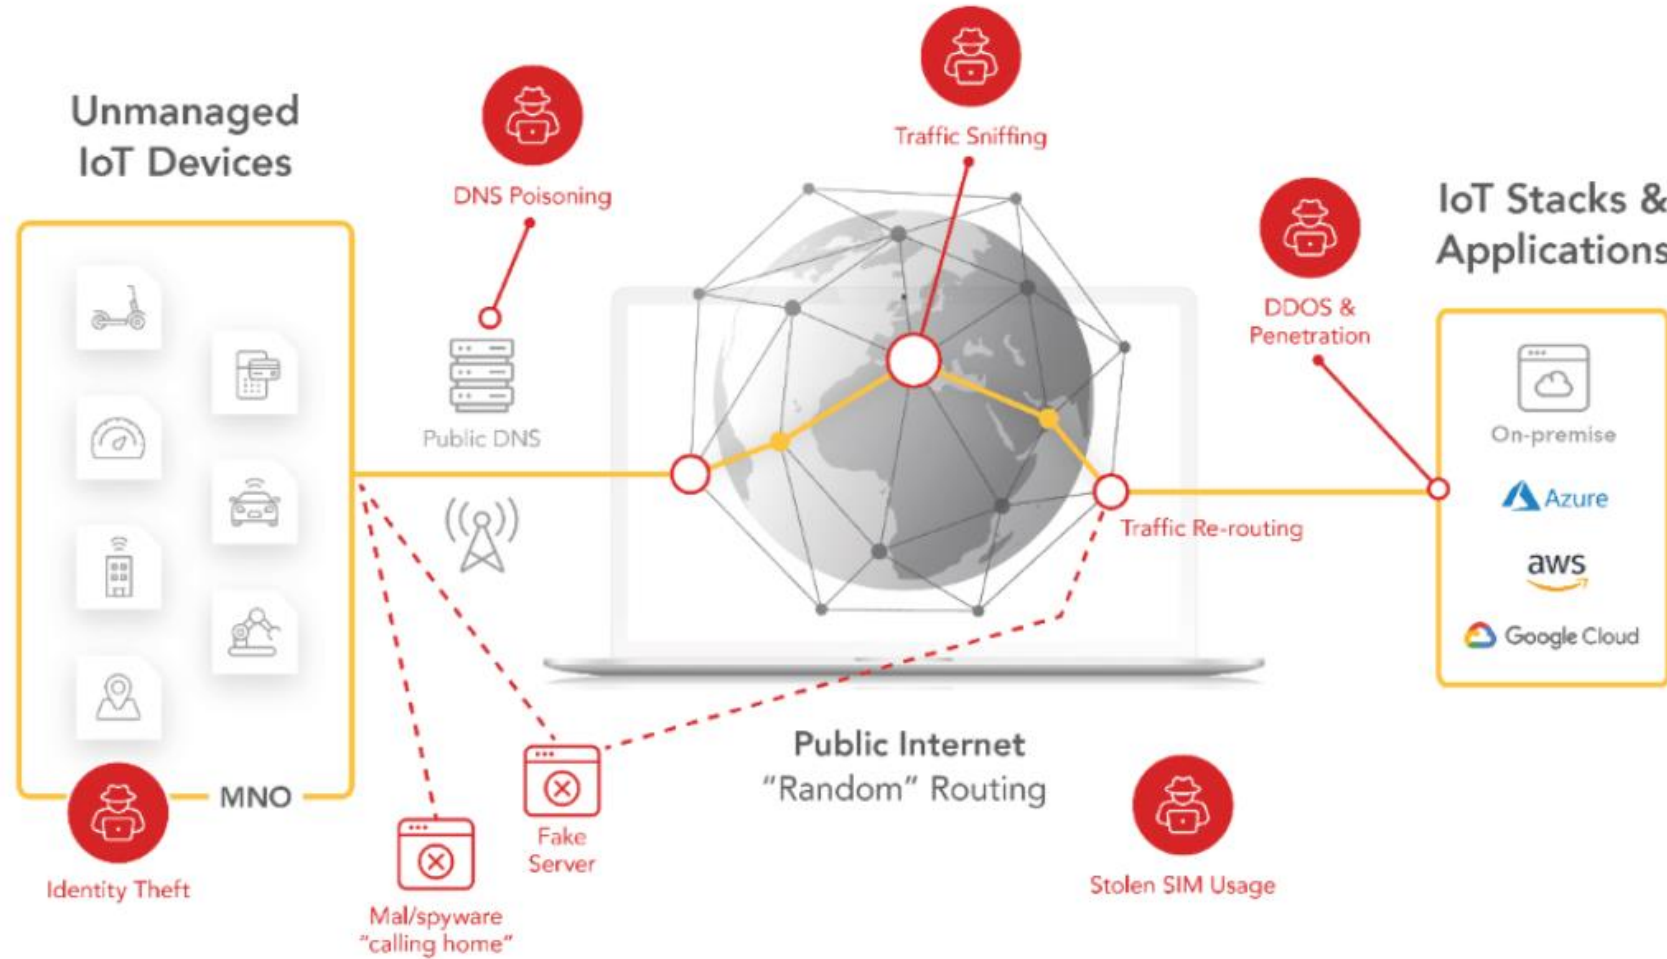 Unmanaged
IoT Devices
MNO
Identity Theft
DNS Poisoning
Public DNS
Mal/spyware
"calling home"
Fake
Server
Traffic Sniffing
Public Internet
"Random" Routing
Traffic Re-routing
Stolen SIM Usage
DDOS &
Penetration
IoT Stacks &
Applications
On-premise
Azure
aws
Google Cloud